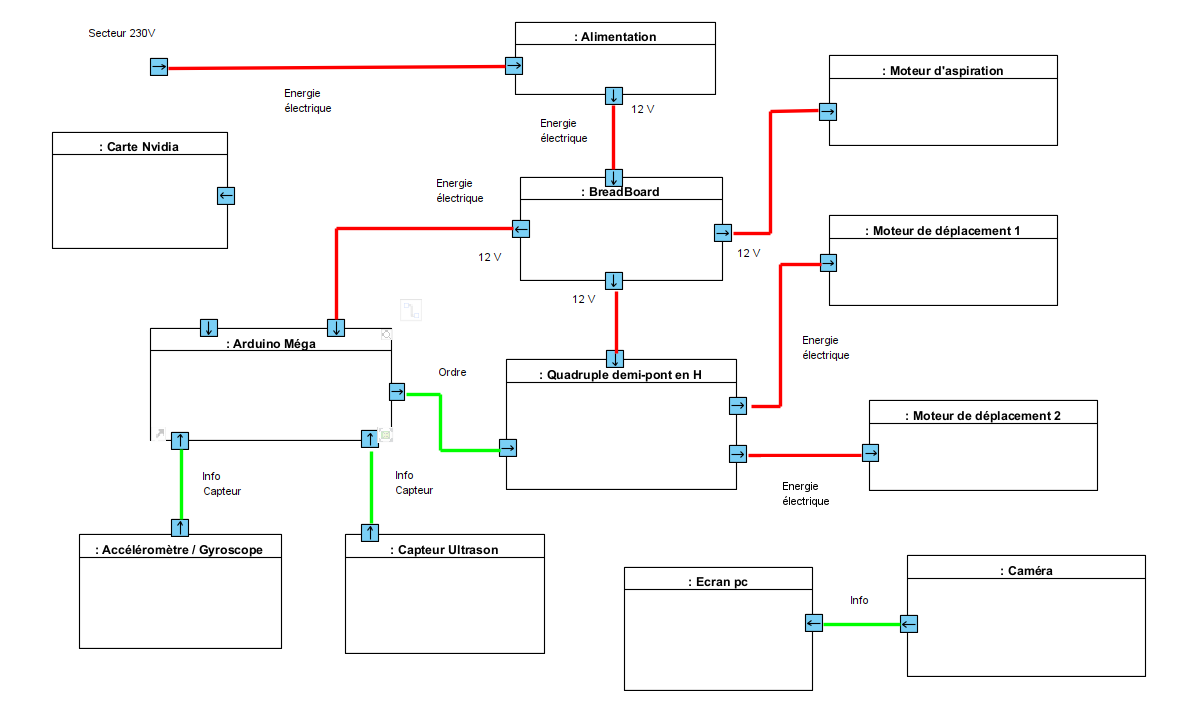 Secteur 230V
: Alimentation
Energie
électrique
12 V
: Moteur d'aspiration
Energie
électrique
: Carte Nvidia
Energie
électrique
: BreadBoard
12 V
12 V
12 V
: Moteur de déplacement 1
Energie
électrique
: Arduino Méga
Ordre
: Quadruple demi-pont en H
: Moteur de déplacement 2
Energie
électrique
Info
Capteur
Info
Capteur
: Accéléromètre / Gyroscope
: Capteur Ultrason
: Ecran pc
Info
: Caméra